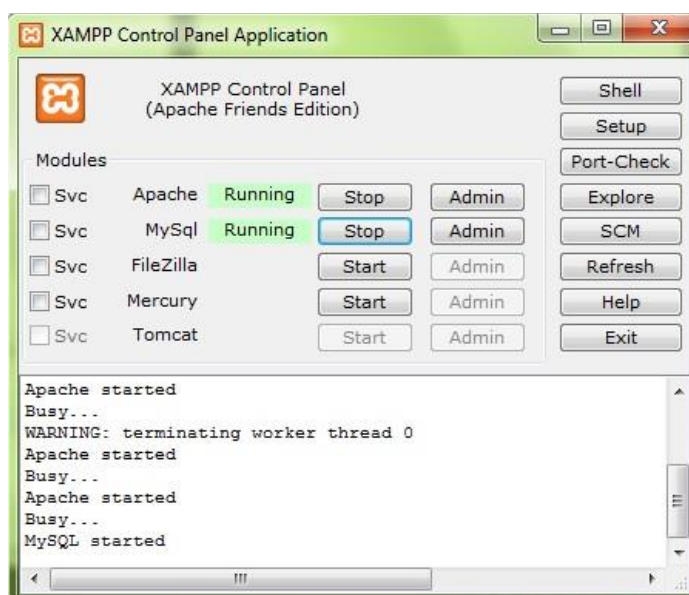 XAMPP Control Panel Application
XAMPP Control Panel
(Apache Friends Edition)
Shell
Setup
Modules
Port-Check
Svc Apache Running Stop Admin Explore
Svc MySql Running Stop Admin SCM
Svc FileZilla Start Admin Refresh
Svc Mercury Start Admin Help
Svc Tomcat Start Admin Exit
Apache started
Busy...
WARNING: terminating worker thread 0
Apache started
Busy...
Apache started
Busy...
MySQL started